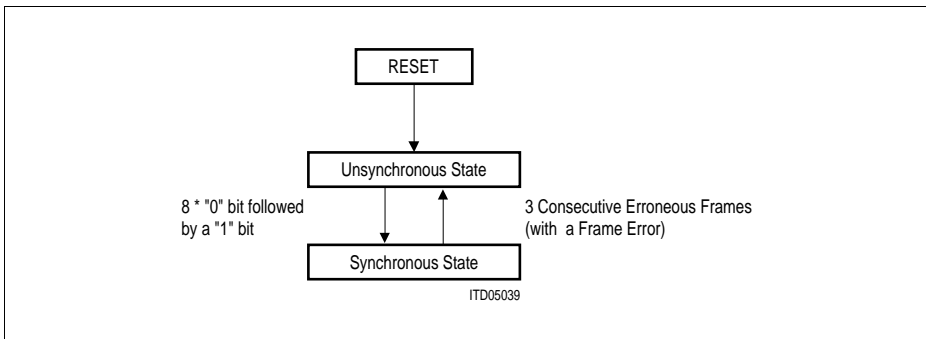 RESET
Unsynchronous State
8 * "0" bit followed
by a "1" bit
3 Consecutive Erroneous Frames
(with a Frame Error)
Synchronous State
ITD05039